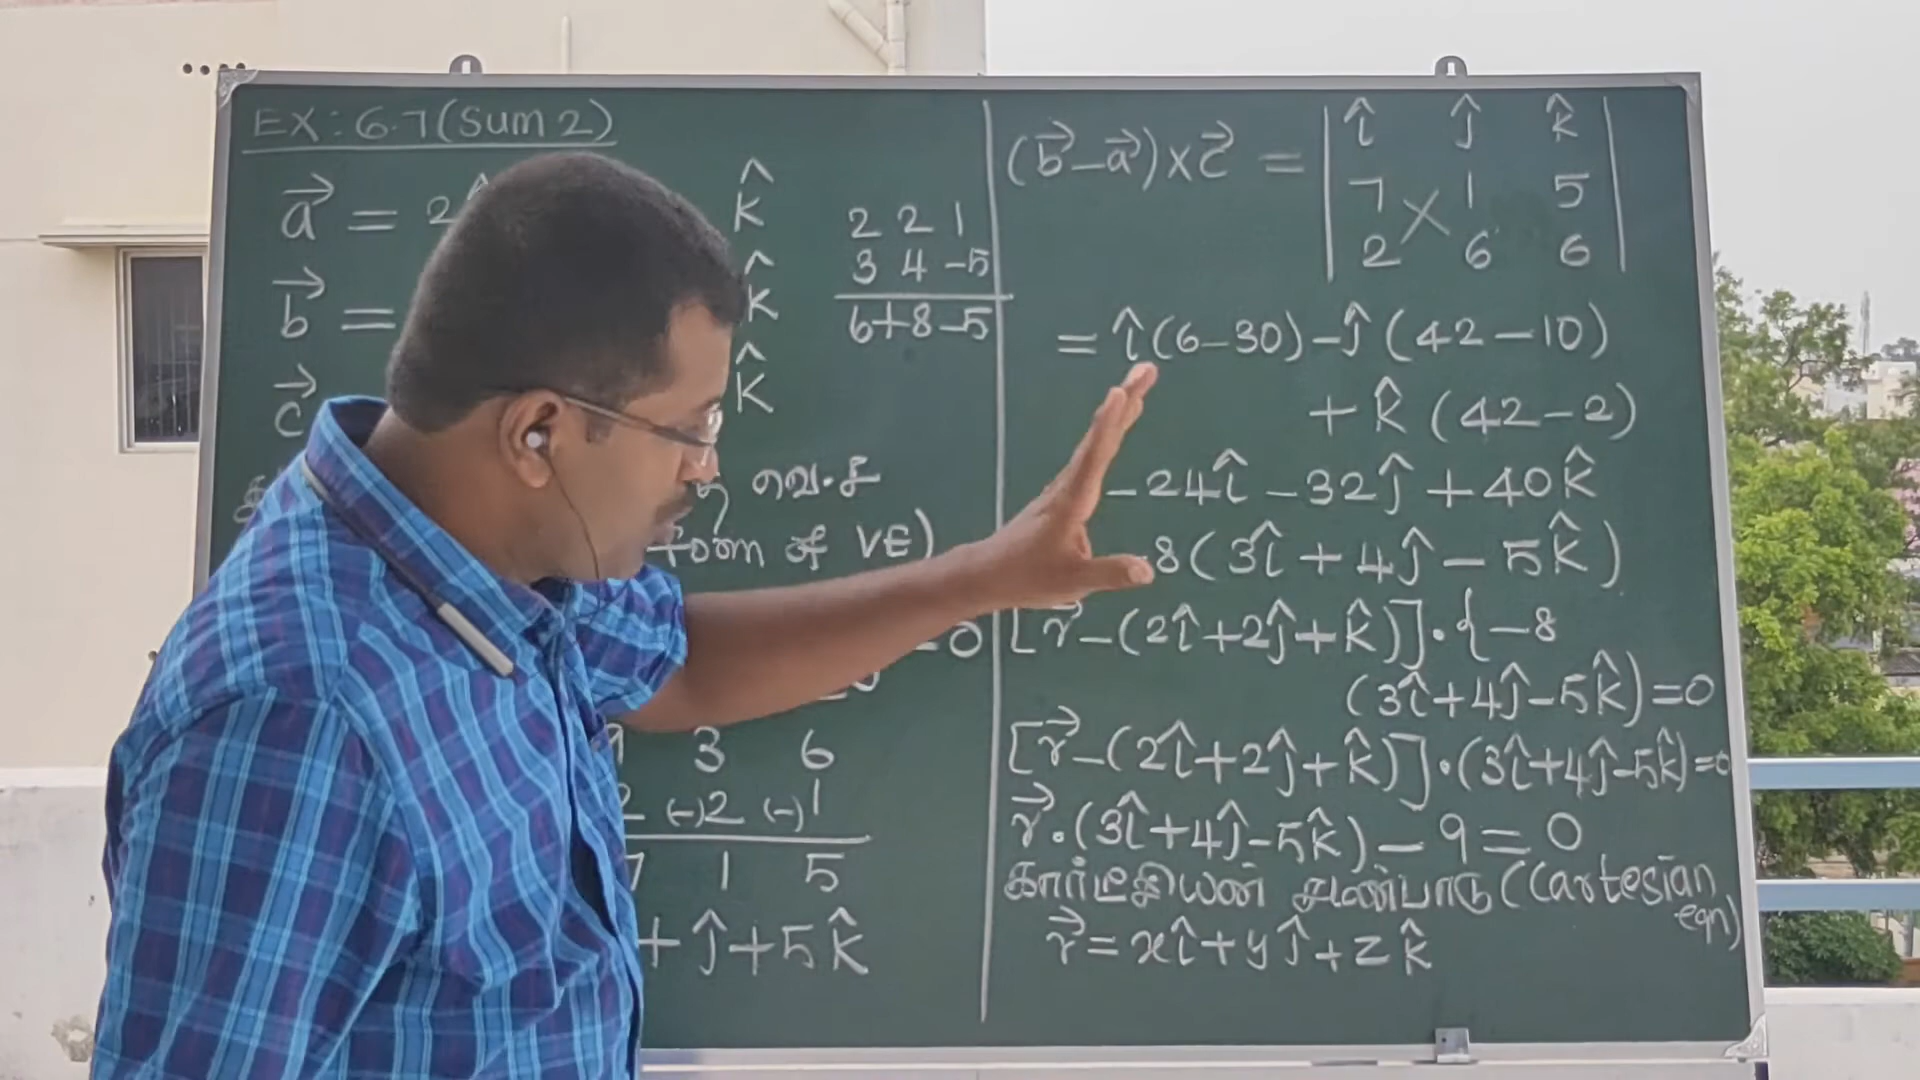 EX: 6.7 (Sum 2)
a⃗ = 2î k̂
b⃗ = k̂
c⃗ k̂
2 2 1
3 4 -5
6+8-5
வெ.ச
form of VE)
= 0
3 6
2 (-)2 (-)1
7 1 5
+ ĵ + 5k̂
(b⃗ - a⃗) × c⃗ = | î ĵ k̂ |
| 7 1 5 |
| 2 6 6 |
= î (6-30) - ĵ (42-10)
+ k̂ (42-2)
-24î - 32ĵ + 40k̂
-8(3î + 4ĵ - 5k̂)
[r⃗ - (2î+2ĵ+k̂)] · {-8
(3î+4ĵ-5k̂) = 0
[r⃗ - (2î+2ĵ+k̂)] · (3î+4ĵ-5k̂) = 0
r⃗ · (3î+4ĵ-5k̂) - 9 = 0
கார்டீசியன் சமன்பாடு (Cartesian
eqn)
r⃗ = xî + yĵ + zk̂